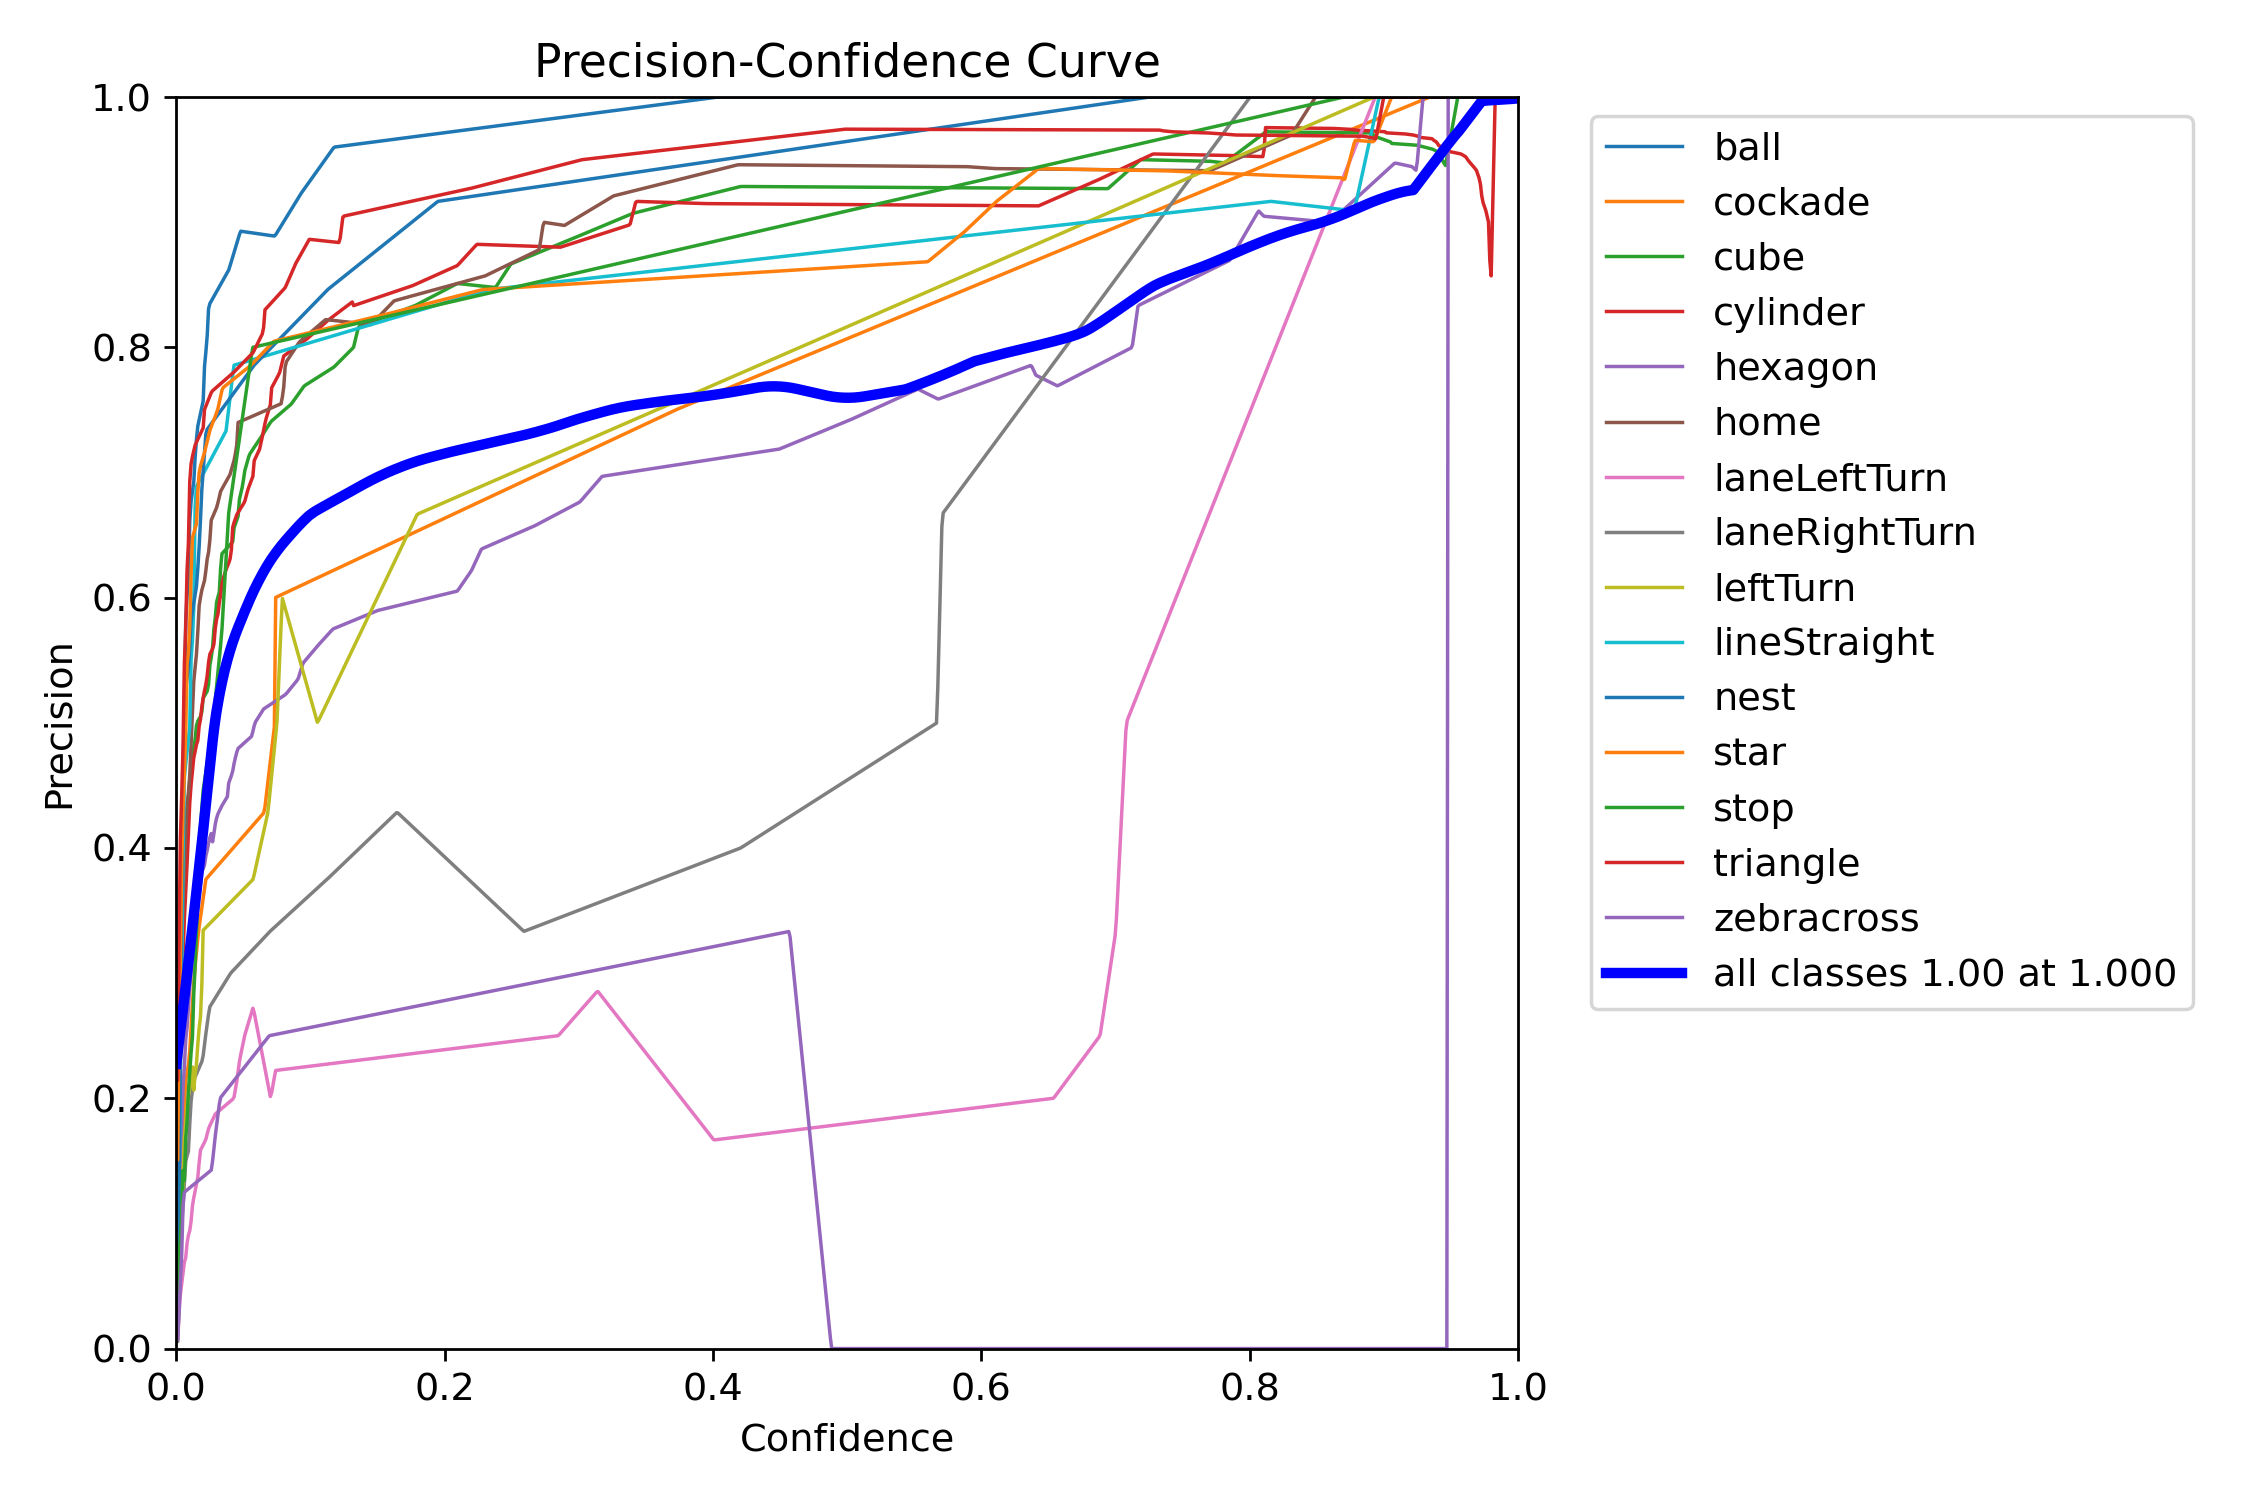 Precision-Confidence Curve
1.0
0.8
0.6
0.4
0.2
0.0
Precision
0.0 0.2 0.4 0.6 0.8 1.0
Confidence
ball
cockade
cube
cylinder
hexagon
home
laneLeftTurn
laneRightTurn
leftTurn
lineStraight
nest
star
stop
triangle
zebracross
all classes 1.00 at 1.000